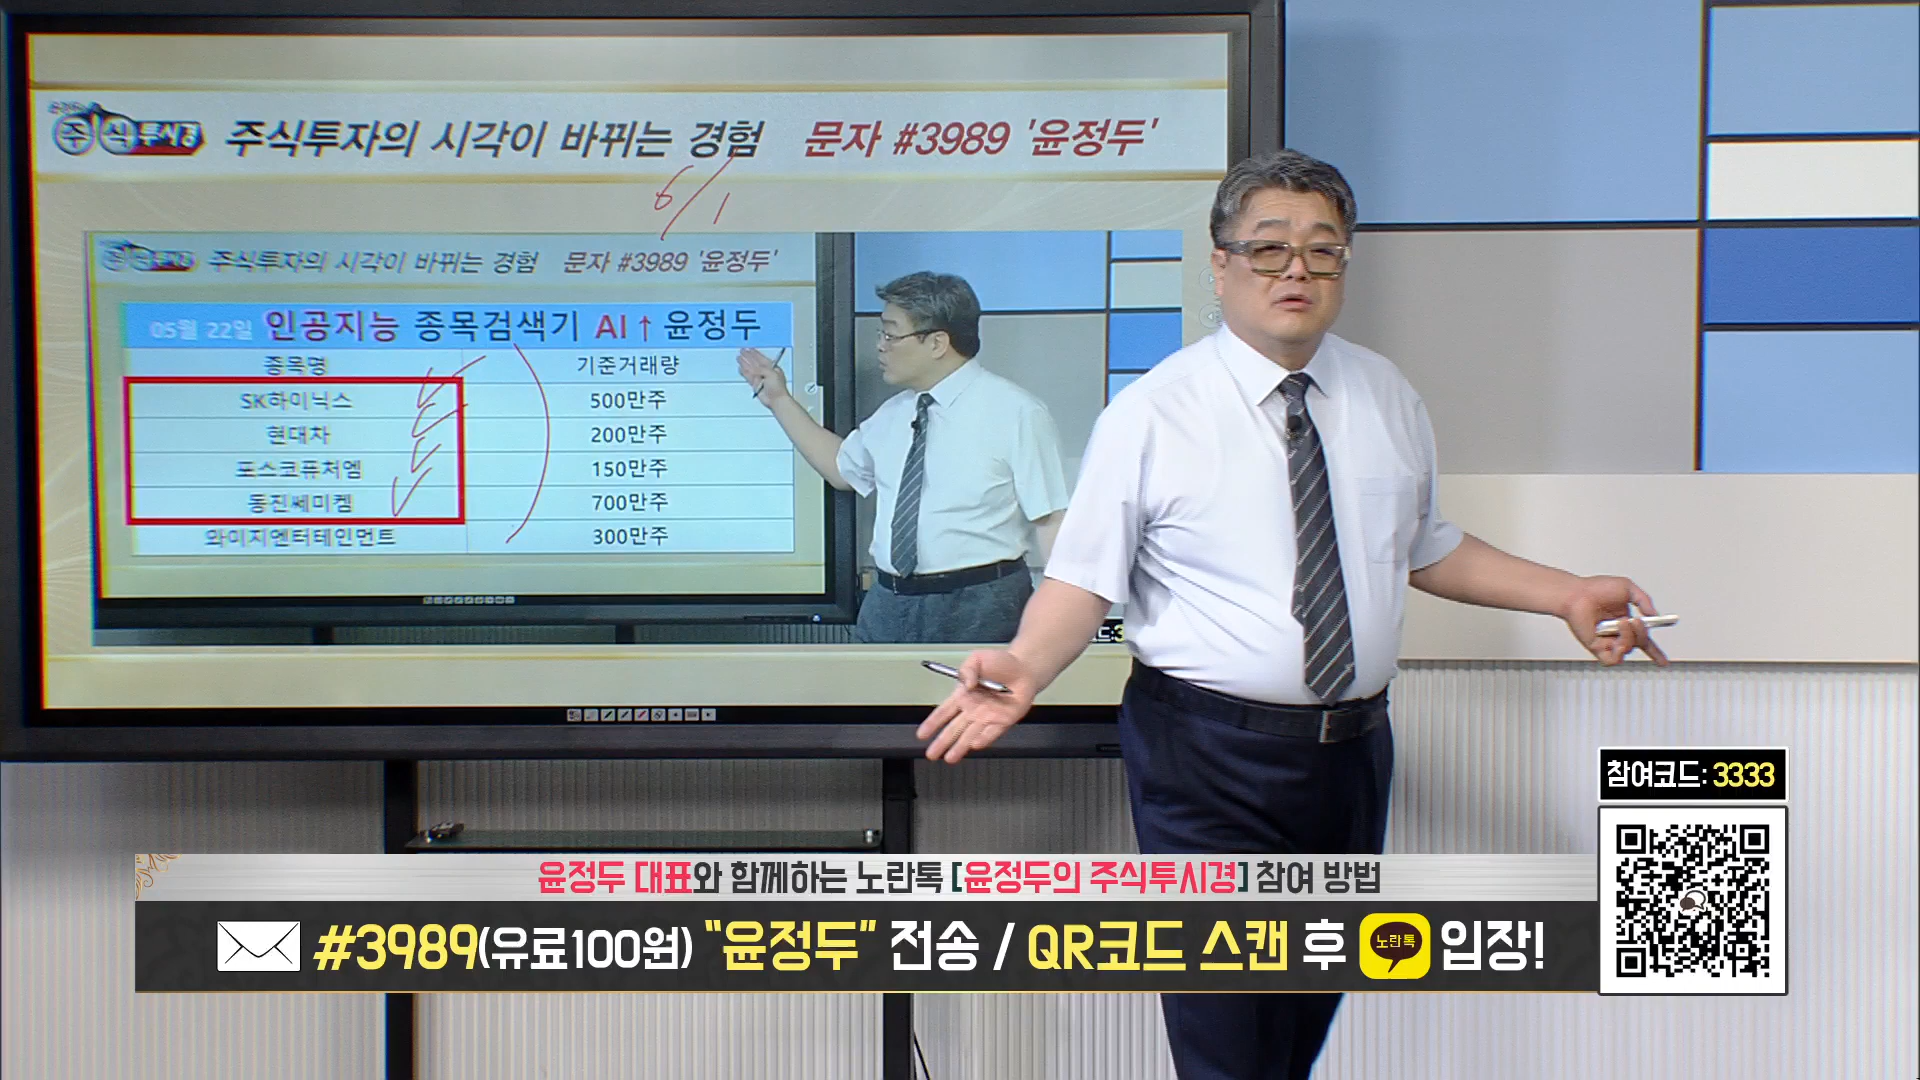 주식투시경 주식투자의 시각이 바뀌는 경험 문자 #3989 '윤정두'
6/1
주식투자의 시각이 바뀌는 경험 문자 #3989 '윤정두'
05월 22일 인공지능 종목검색기 AI↑윤정두
종목명 기준거래량
SK하이닉스 500만주
현대차 200만주
포스코퓨처엠 150만주
동진쎄미켐 700만주
와이지엔터테인먼트 300만주
코드:3
참여코드: 3333
윤정두 대표와 함께하는 노란톡 [윤정두의 주식투시경] 참여 방법
#3989(유료100원) “윤정두” 전송 / QR코드 스캔 후 노란톡 입장!